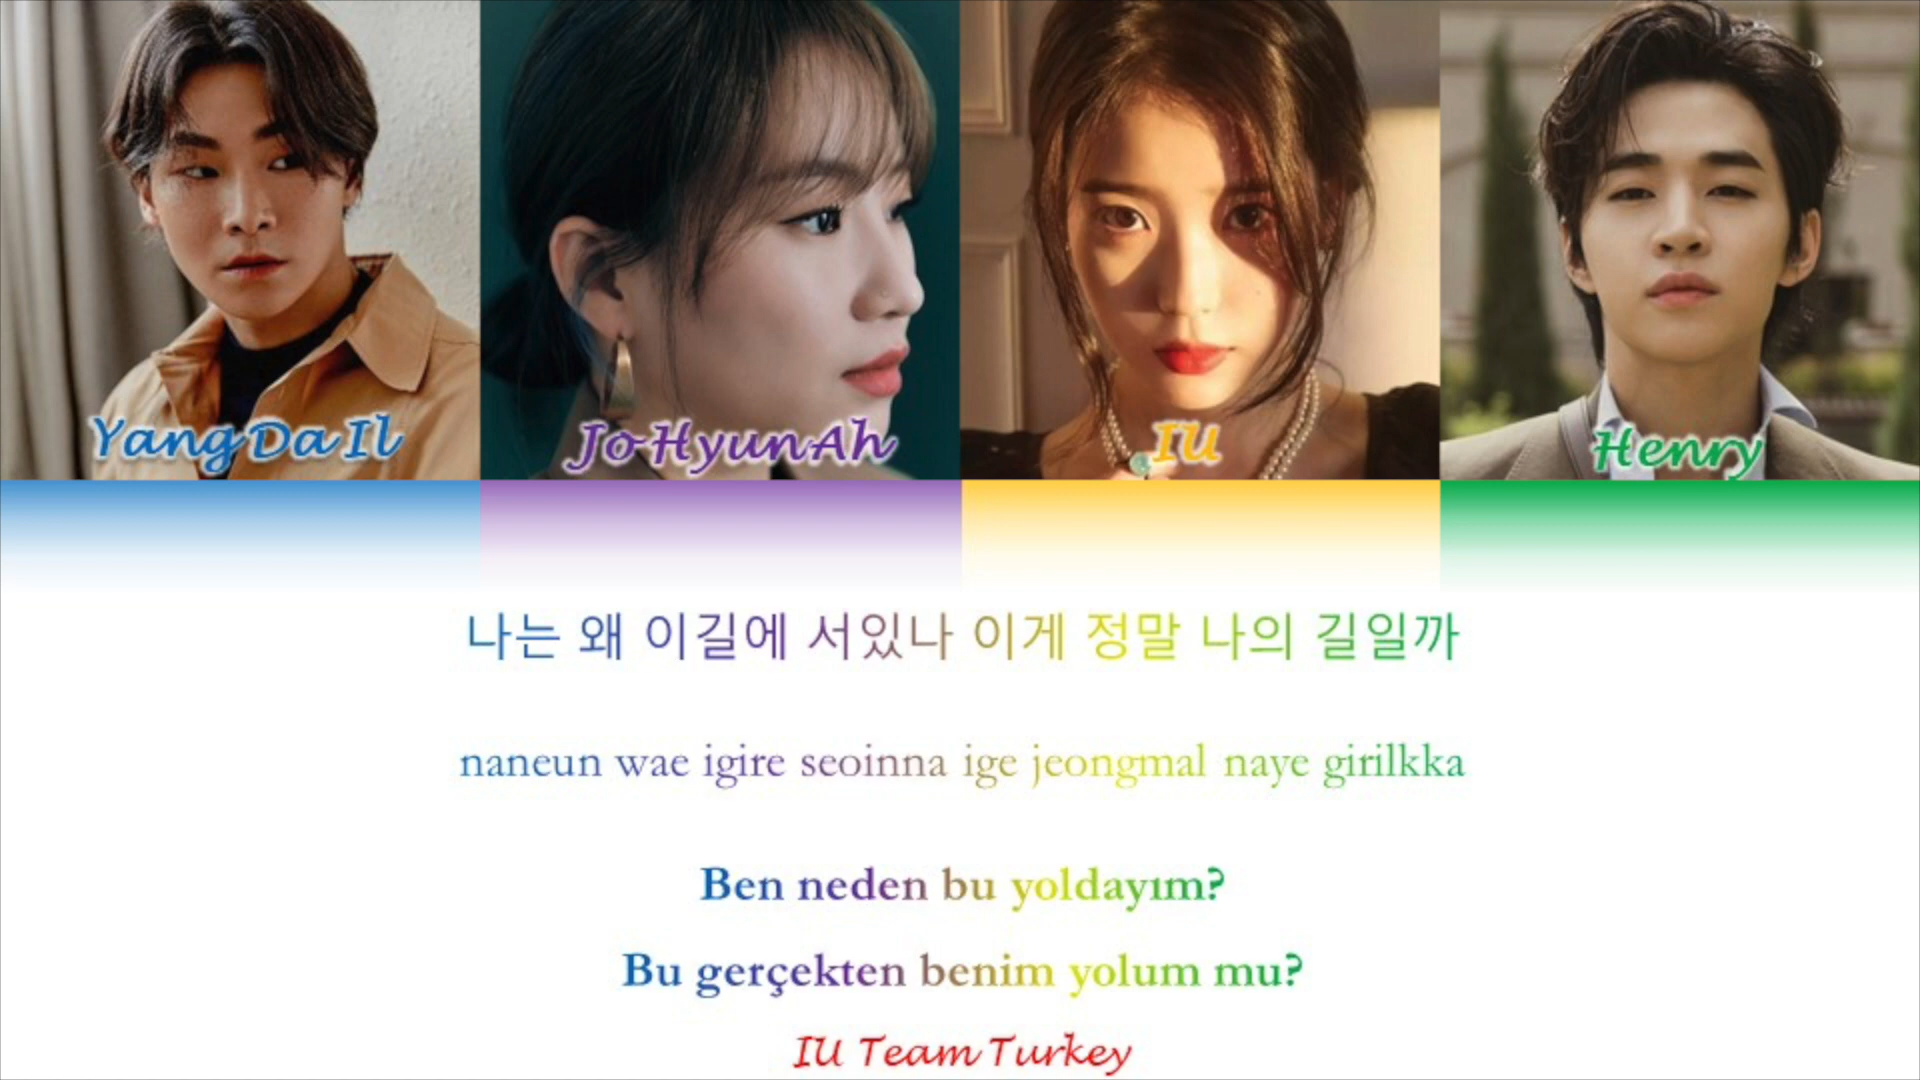 Yang Da Il
Jo Hyun Ah
IU
Henry
나는 왜 이길에 서있나 이게 정말 나의 길일까
naneun wae igire seoinna ige jeongmal naye girilkka
Ben neden bu yoldayım?
Bu gerçekten benim yolum mu?
IU Team Turkey